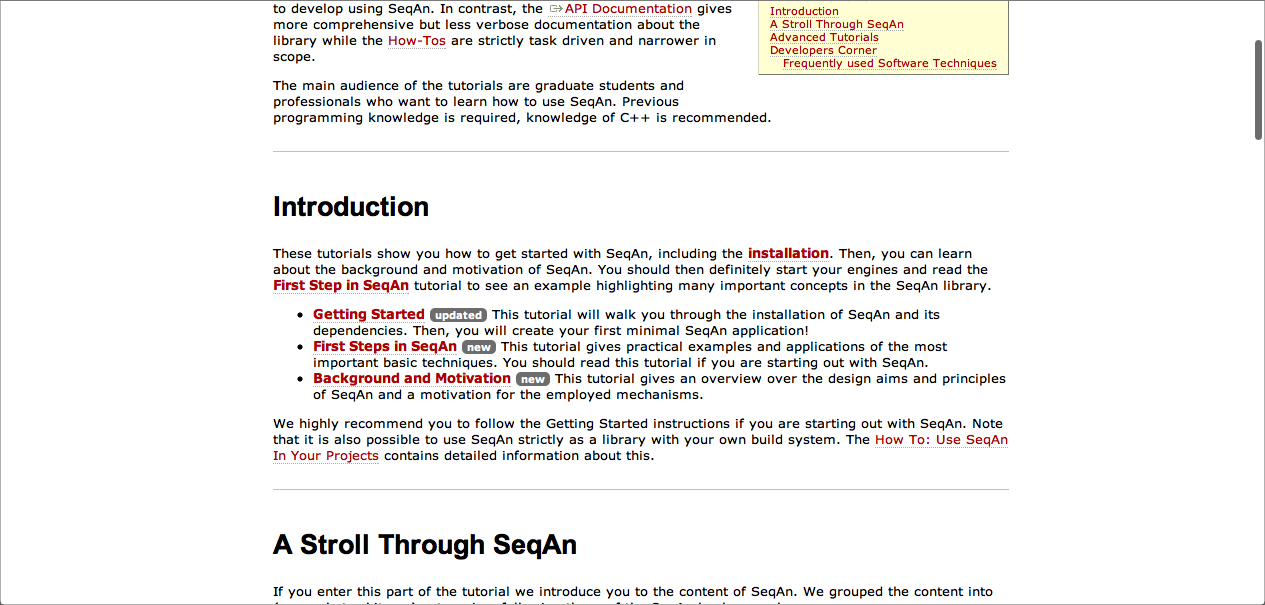 to develop using SeqAn. In contrast, the API Documentation gives
more comprehensive but less verbose documentation about the
library while the How-Tos are strictly task driven and narrower in
scope.
The main audience of the tutorials are graduate students and
professionals who want to learn how to use SeqAn. Previous
programming knowledge is required, knowledge of C++ is recommended.
Introduction
A Stroll Through SeqAn
Advanced Tutorials
Developers Corner
Frequently used Software Techniques
Introduction
These tutorials show you how to get started with SeqAn, including the installation. Then, you can learn
about the background and motivation of SeqAn. You should then definitely start your engines and read the
First Step in SeqAn tutorial to see an example highlighting many important concepts in the SeqAn library.
• Getting Started updated This tutorial will walk you through the installation of SeqAn and its
dependencies. Then, you will create your first minimal SeqAn application!
• First Steps in SeqAn new This tutorial gives practical examples and applications of the most
important basic techniques. You should read this tutorial if you are starting out with SeqAn.
• Background and Motivation new This tutorial gives an overview over the design aims and principles
of SeqAn and a motivation for the employed mechanisms.
We highly recommend you to follow the Getting Started instructions if you are starting out with SeqAn. Note
that it is also possible to use SeqAn strictly as a library with your own build system. The How To: Use SeqAn
In Your Projects contains detailed information about this.
A Stroll Through SeqAn
If you enter this part of the tutorial we introduce you to the content of SeqAn. We grouped the content into